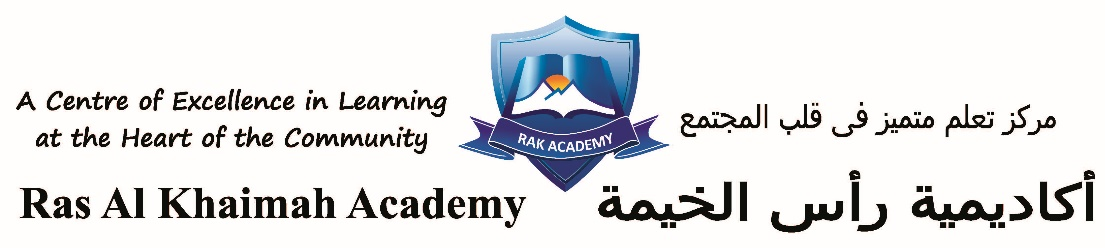 A Centre of Excellence in Learning
at the Heart of the Community
RAK ACADEMY
مركز تعلم متميز فى قلب المجتمع
Ras Al Khaimah Academy
أكاديمية رأس الخيمة